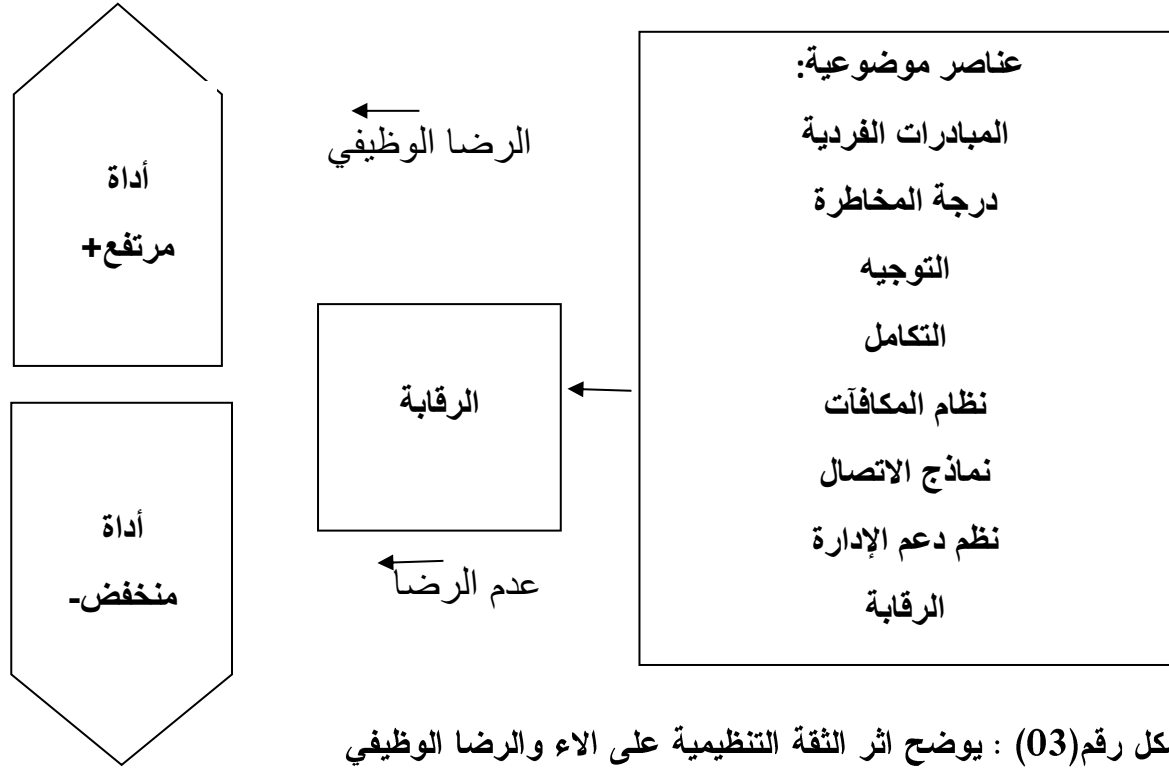 عناصر موضوعية:
المبادرات الفردية
درجة المخاطرة
التوجيه
التكامل
نظام المكافآت
نماذج الاتصال
نظم دعم الإدارة
الرقابة
الرضا الوظيفي
الرقابة
عدم الرضا
أداة
مرتفع+
أداة
منخفض-
كل رقم(03) : يوضح اثر الثقة التنظيمية على الاء والرضا الوظيفي